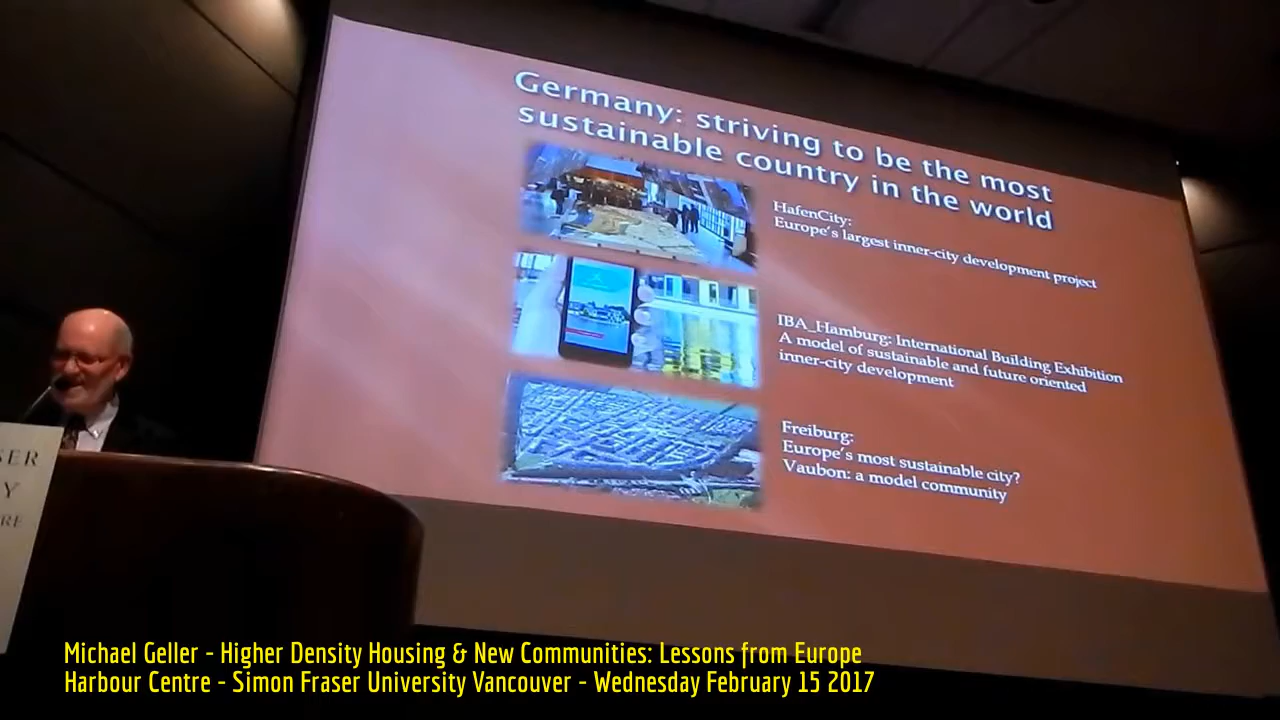 Germany: striving to be the most
sustainable country in the world
HafenCity:
Europe's largest inner-city development project
IBA_Hamburg: International Building Exhibition
A model of sustainable and future oriented
inner-city development
Freiburg:
Europe's most sustainable city?
Vaubon: a model community
SER
Y
RE
Michael Geller - Higher Density Housing & New Communities: Lessons from Europe
Harbour Centre - Simon Fraser University Vancouver - Wednesday February 15 2017